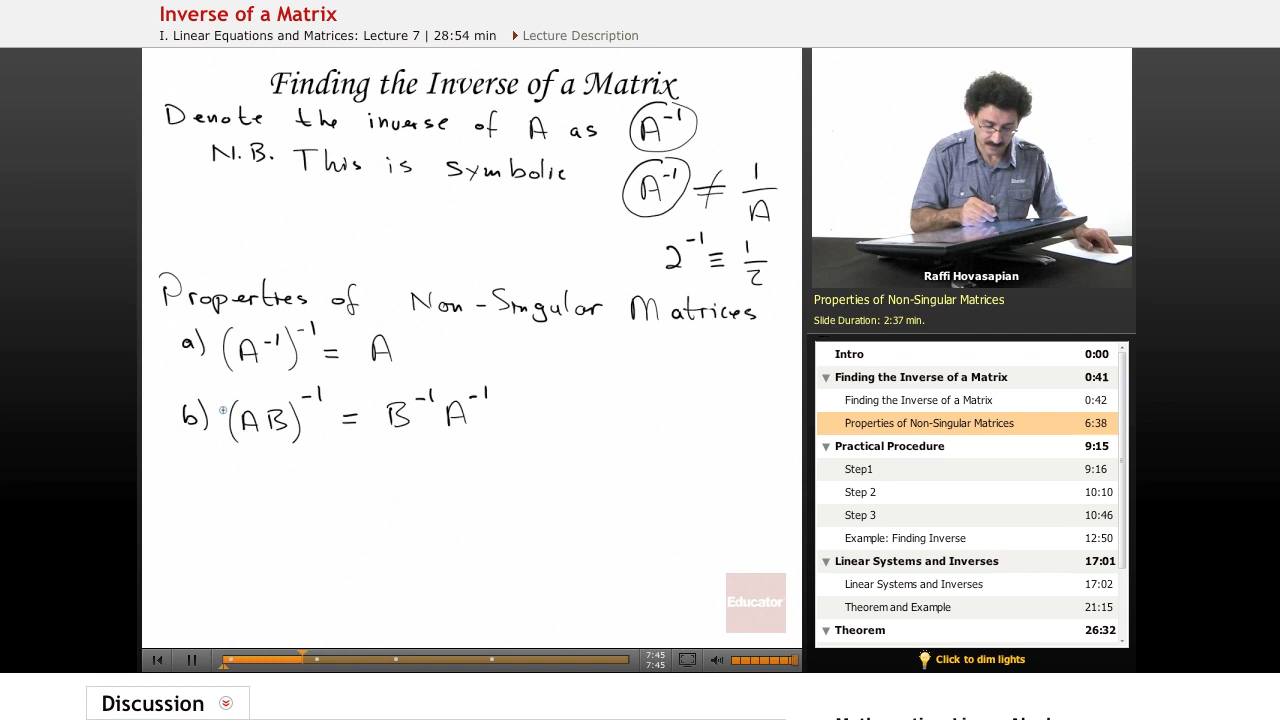 Inverse of a Matrix
I. Linear Equations and Matrices: Lecture 7 | 28:54 min Lecture Description
Finding the Inverse of a Matrix
Denote the inverse of A as A⁻¹
N.B. This is symbolic
A⁻¹ ≠ 1/A
2⁻¹ ≡ 1/2
Properties of Non-Singular Matrices
a) (A⁻¹)⁻¹ = A
b) (AB)⁻¹ = B⁻¹ A⁻¹
Educator
7:45
7:45
Raffi Hovasapian
Properties of Non-Singular Matrices
Slide Duration: 2:37 min.
Intro 0:00
Finding the Inverse of a Matrix 0:41
Finding the Inverse of a Matrix 0:42
Properties of Non-Singular Matrices 6:38
Practical Procedure 9:15
Step1 9:16
Step 2 10:10
Step 3 10:46
Example: Finding Inverse 12:50
Linear Systems and Inverses 17:01
Linear Systems and Inverses 17:02
Theorem and Example 21:15
Theorem 26:32
Click to dim lights
Discussion